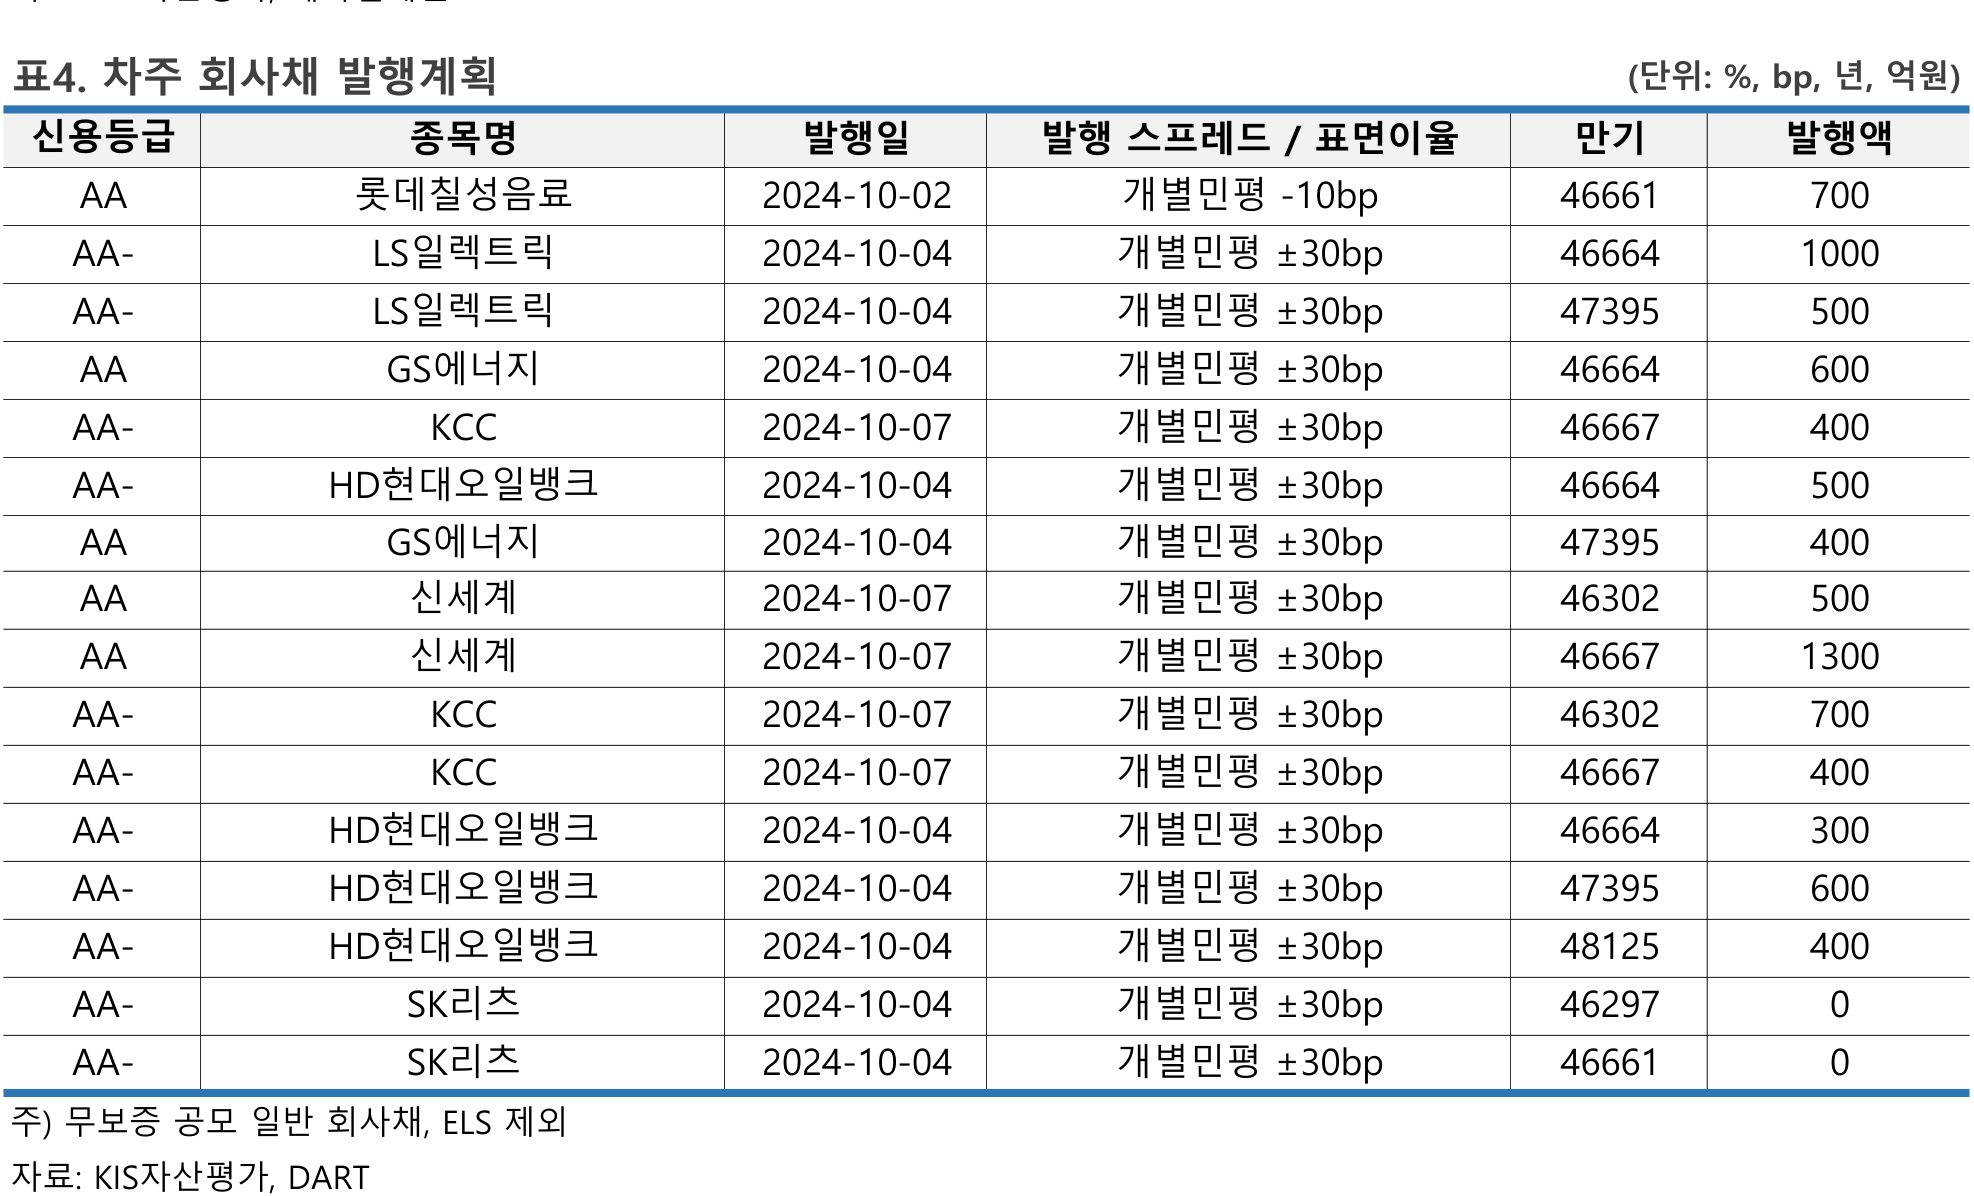 표4. 차주 회사채 발행계획 (단위: %, bp, 년, 억원)
신용등급 종목명 발행일 발행 스프레드 / 표면이율 만기 발행액
AA 롯데칠성음료 2024-10-02 개별민평 -10bp 46661 700
AA- LS일렉트릭 2024-10-04 개별민평 ±30bp 46664 1000
AA- LS일렉트릭 2024-10-04 개별민평 ±30bp 47395 500
AA GS에너지 2024-10-04 개별민평 ±30bp 46664 600
AA- KCC 2024-10-07 개별민평 ±30bp 46667 400
AA- HD현대오일뱅크 2024-10-04 개별민평 ±30bp 46664 500
AA GS에너지 2024-10-04 개별민평 ±30bp 47395 400
AA 신세계 2024-10-07 개별민평 ±30bp 46302 500
AA 신세계 2024-10-07 개별민평 ±30bp 46667 1300
AA- KCC 2024-10-07 개별민평 ±30bp 46302 700
AA- KCC 2024-10-07 개별민평 ±30bp 46667 400
AA- HD현대오일뱅크 2024-10-04 개별민평 ±30bp 46664 300
AA- HD현대오일뱅크 2024-10-04 개별민평 ±30bp 47395 600
AA- HD현대오일뱅크 2024-10-04 개별민평 ±30bp 48125 400
AA- SK리츠 2024-10-04 개별민평 ±30bp 46297 0
AA- SK리츠 2024-10-04 개별민평 ±30bp 46661 0
주) 무보증 공모 일반 회사채, ELS 제외
자료: KIS자산평가, DART